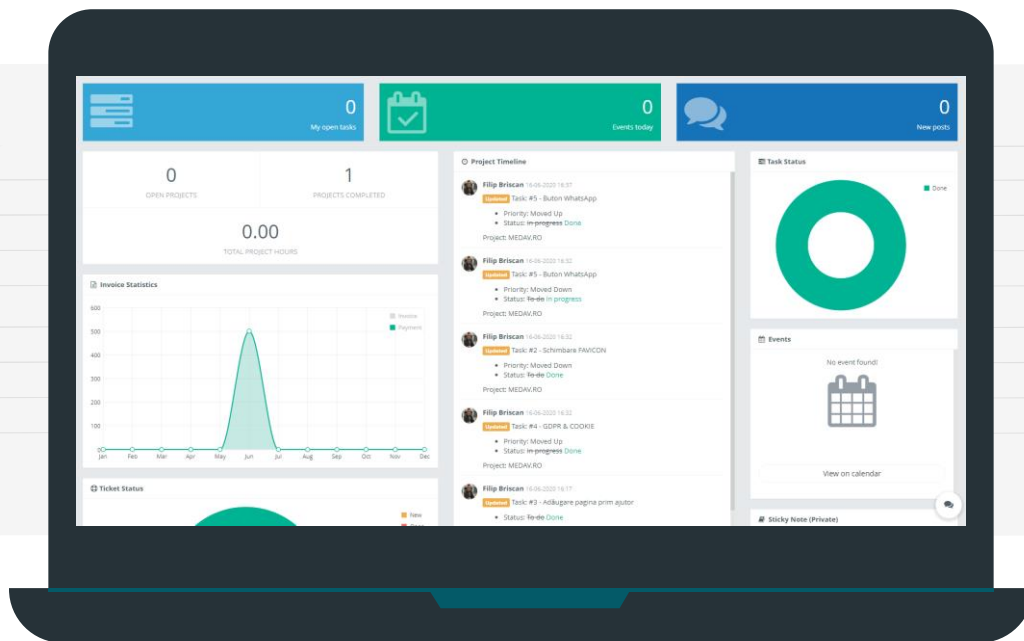 0
My open tasks
0
Events today
0
New posts
0
OPEN PROJECTS
1
PROJECTS COMPLETED
0.00
TOTAL PROJECT HOURS
Invoice Statistics
600
500
400
300
200
100
0
Invoice
Payment
Jan Feb Mar Apr May Jun Jul Aug Sep Oct Nov Dec
Ticket Status
New
Project Timeline
Filip Briscan 16-06-2020 16:37
Updated Task: #5 - Buton WhatsApp
Priority: Moved Up
Status: In progress Done
Project: MEDAV.RO
Filip Briscan 16-06-2020 16:32
Updated Task: #5 - Buton WhatsApp
Priority: Moved Down
Status: To do In progress
Project: MEDAV.RO
Filip Briscan 16-06-2020 16:32
Updated Task: #2 - Schimbare FAVICON
Priority: Moved Down
Status: To do Done
Project: MEDAV.RO
Filip Briscan 16-06-2020 16:32
Updated Task: #4 - GDPR & COOKIE
Priority: Moved Up
Status: In progress Done
Project: MEDAV.RO
Filip Briscan 16-06-2020 16:17
Updated Task: #3 - Adăugare pagina prim ajutor
Status: To do Done
Task Status
Done
Events
No event found!
View on calendar
Sticky Note (Private)